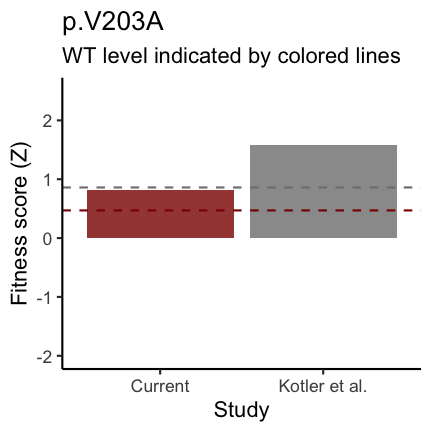 p.V203A
WT level indicated by colored lines
Fitness score (Z)
2
1
0
-1
-2
Current
Kotler et al.
Study